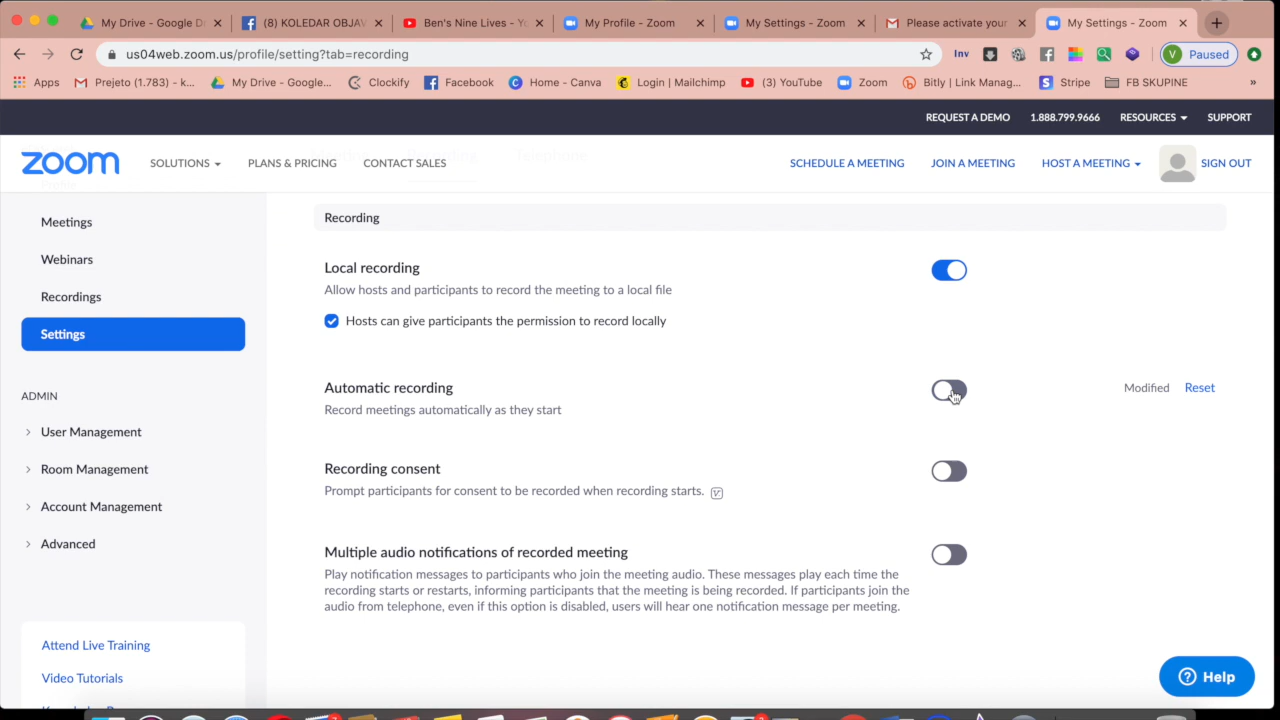 My Drive - Google Dr
(8) KOLEDAR OBJAV
Ben's Nine Lives - Yo
My Profile - Zoom
My Settings - Zoom
Please activate your
My Settings - Zoom
us04web.zoom.us/profile/setting?tab=recording
Inv
V Paused
Apps
Prejeto (1.783) - k...
My Drive - Google...
Clockify
Facebook
Home - Canva
Login | Mailchimp
(3) YouTube
Zoom
Bitly | Link Manag...
Stripe
FB SKUPINE
»
REQUEST A DEMO
1.888.799.9666
RESOURCES
SUPPORT
zoom
SOLUTIONS
PLANS & PRICING
CONTACT SALES
SCHEDULE A MEETING
JOIN A MEETING
HOST A MEETING
SIGN OUT
Profile
Meetings
Webinars
Recordings
Settings
ADMIN
User Management
Room Management
Account Management
Advanced
Attend Live Training
Video Tutorials
Telephone
Recording
Local recording
Allow hosts and participants to record the meeting to a local file
Hosts can give participants the permission to record locally
Automatic recording
Modified Reset
Record meetings automatically as they start
Recording consent
Prompt participants for consent to be recorded when recording starts.
Multiple audio notifications of recorded meeting
Play notification messages to participants who join the meeting audio. These messages play each time the
recording starts or restarts, informing participants that the meeting is being recorded. If participants join the
audio from telephone, even if this option is disabled, users will hear one notification message per meeting.
Help